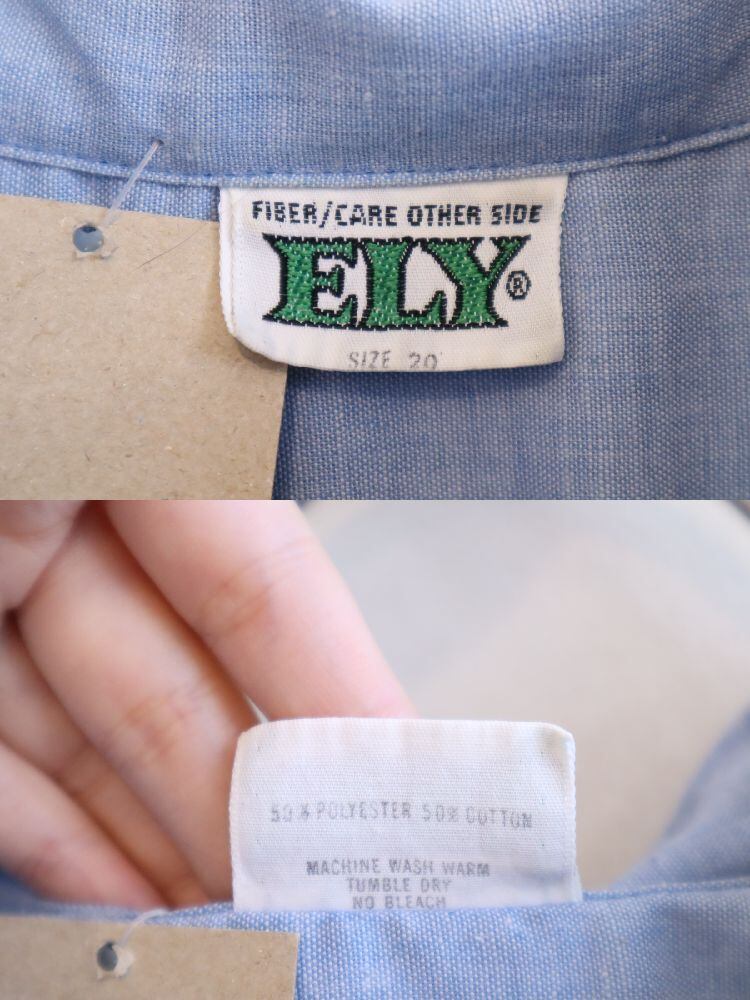 FIBER/CARE OTHER SIDE
ELY®
SIZE 20
50% POLYESTER 50% COTTON
MACHINE WASH WARM
TUMBLE DRY
NO BLEACH